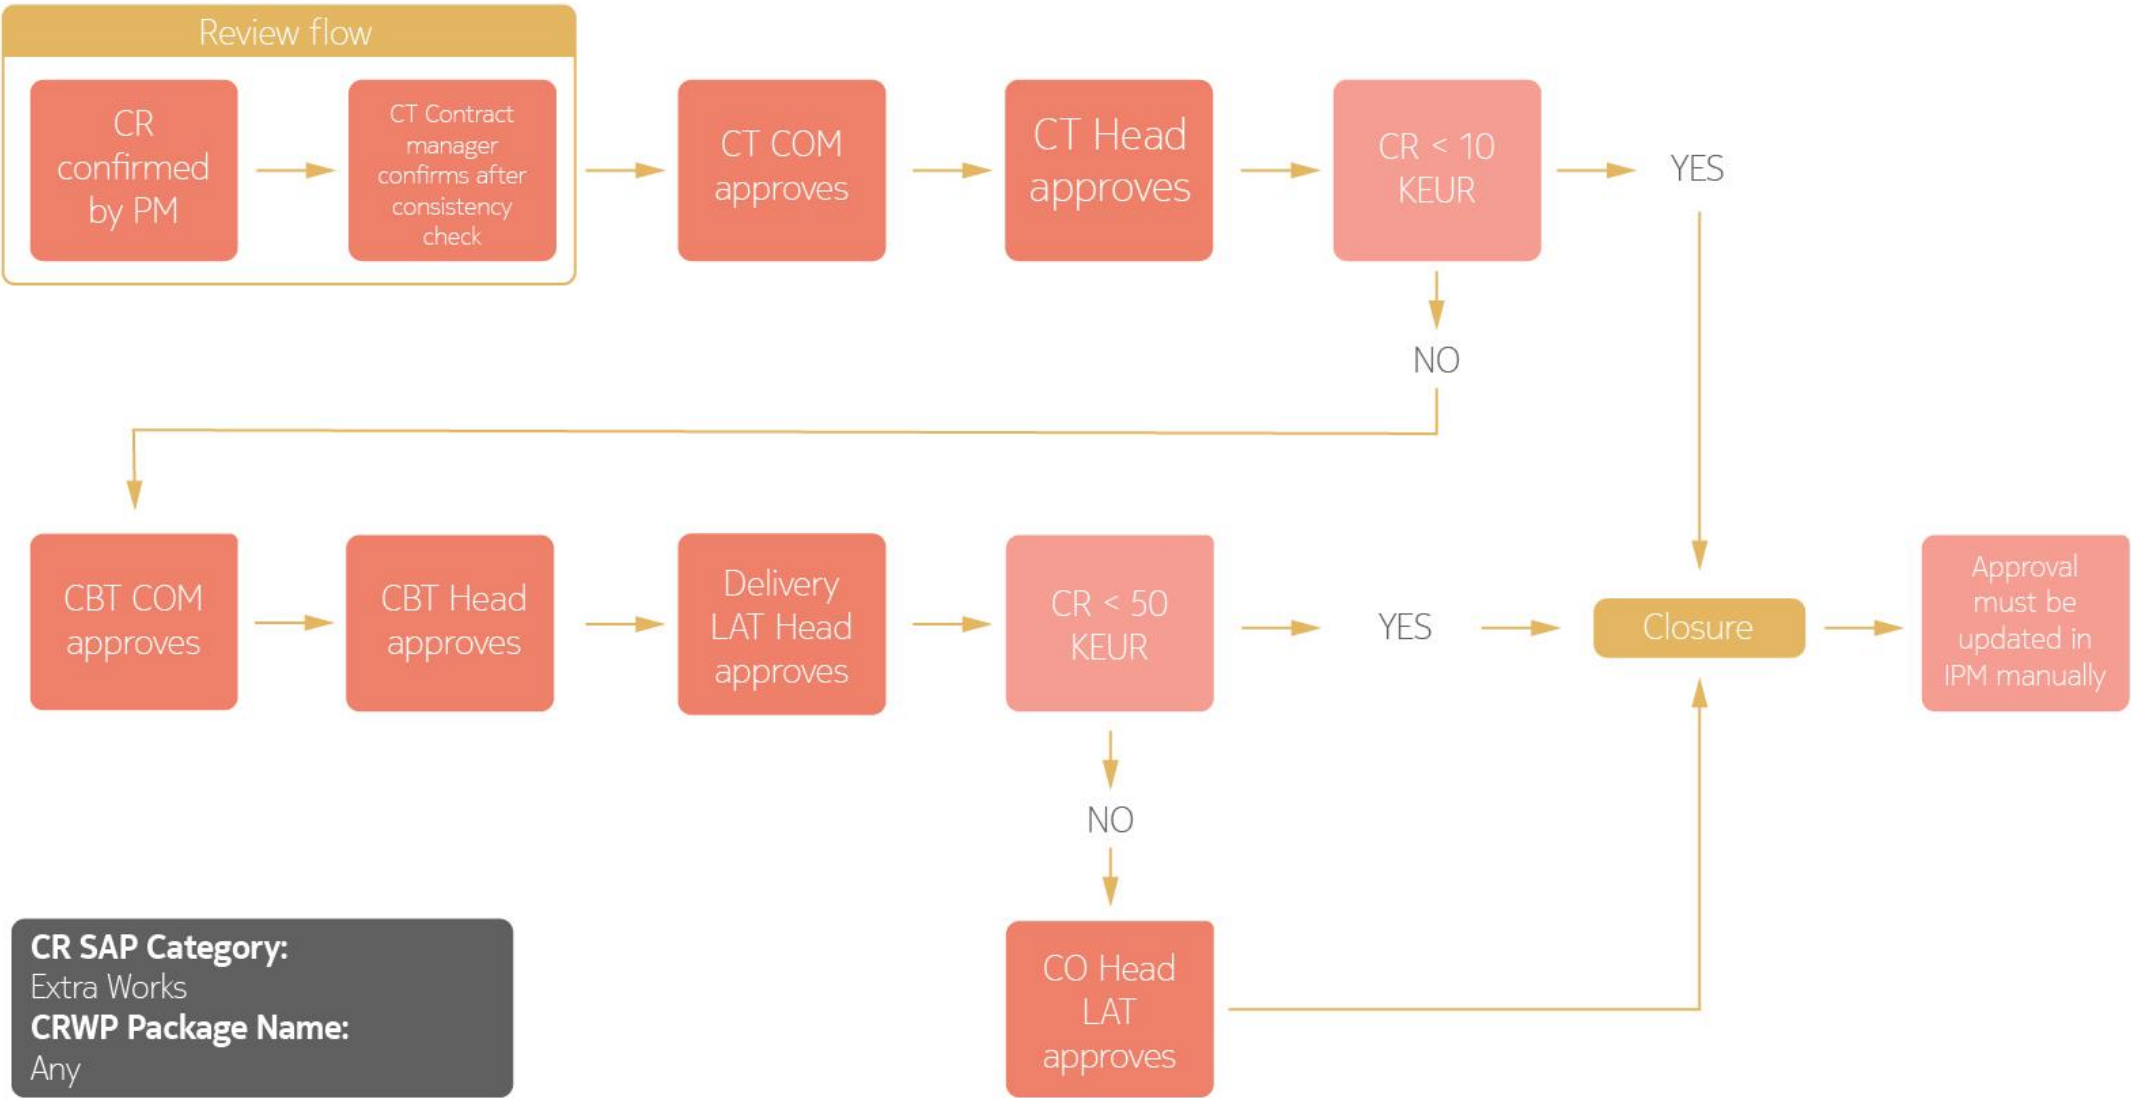 Review flow
CR
confirmed
by PM
CT Contract
manager
confirms after
consistency
check
CT COM
approves
CT Head
approves
CR < 10
KEUR
YES
NO
CBT COM
approves
CBT Head
approves
Delivery
LAT Head
approves
CR < 50
KEUR
YES
Closure
Approval
must be
updated in
IPM manually
NO
CO Head
LAT
approves
CR SAP Category:
Extra Works
CRWP Package Name:
Any